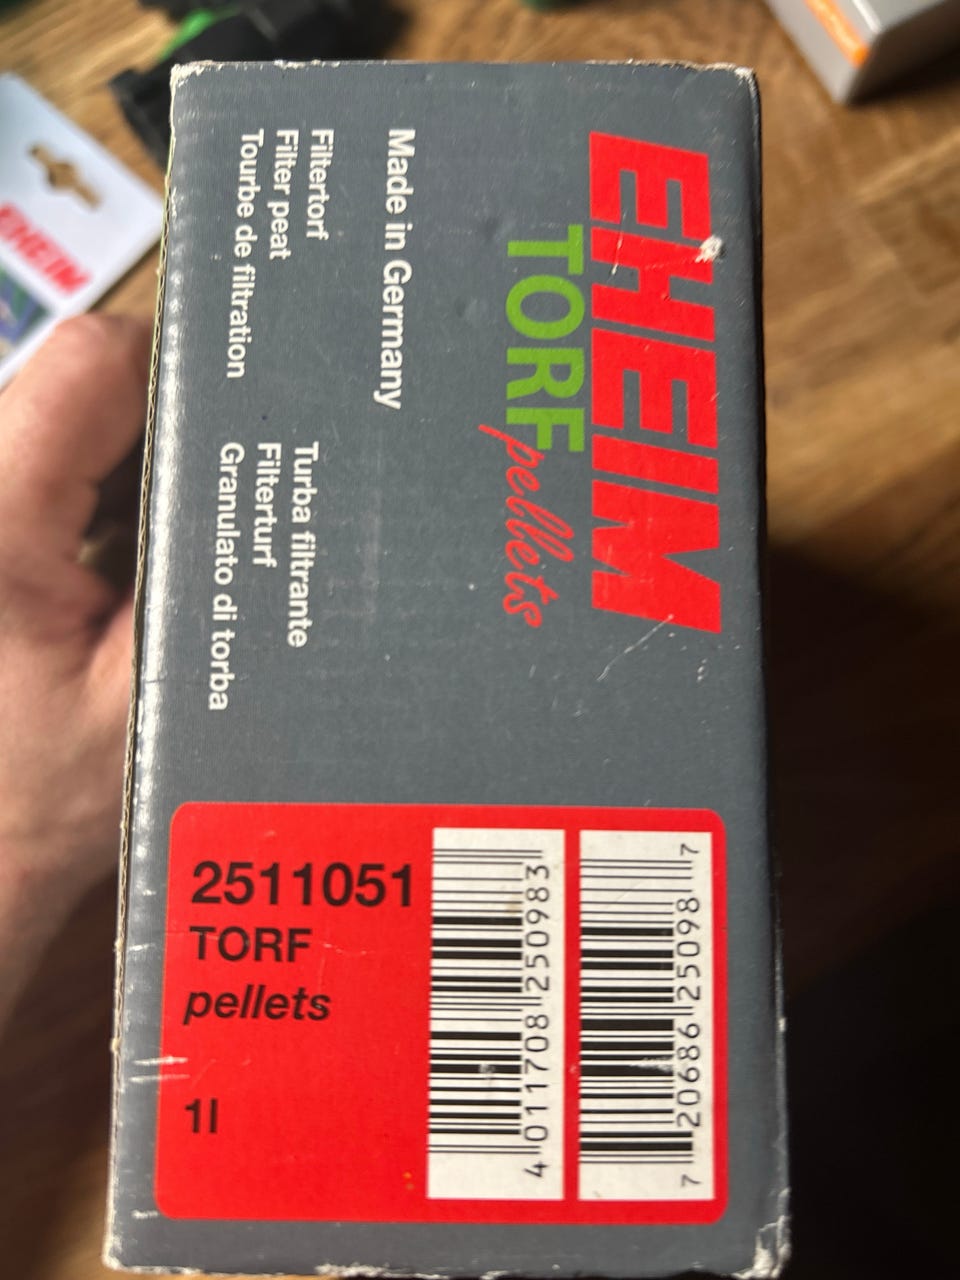 EHEIM
TORF
pellets
Made in Germany
Filtertorf
Filter peat
Tourbe de filtration
Turba filtrante
Filterturf
Granulato di torba
2511051
TORF
pellets
1l
4 011708 250983
7 20686 25098 7
EHEIM